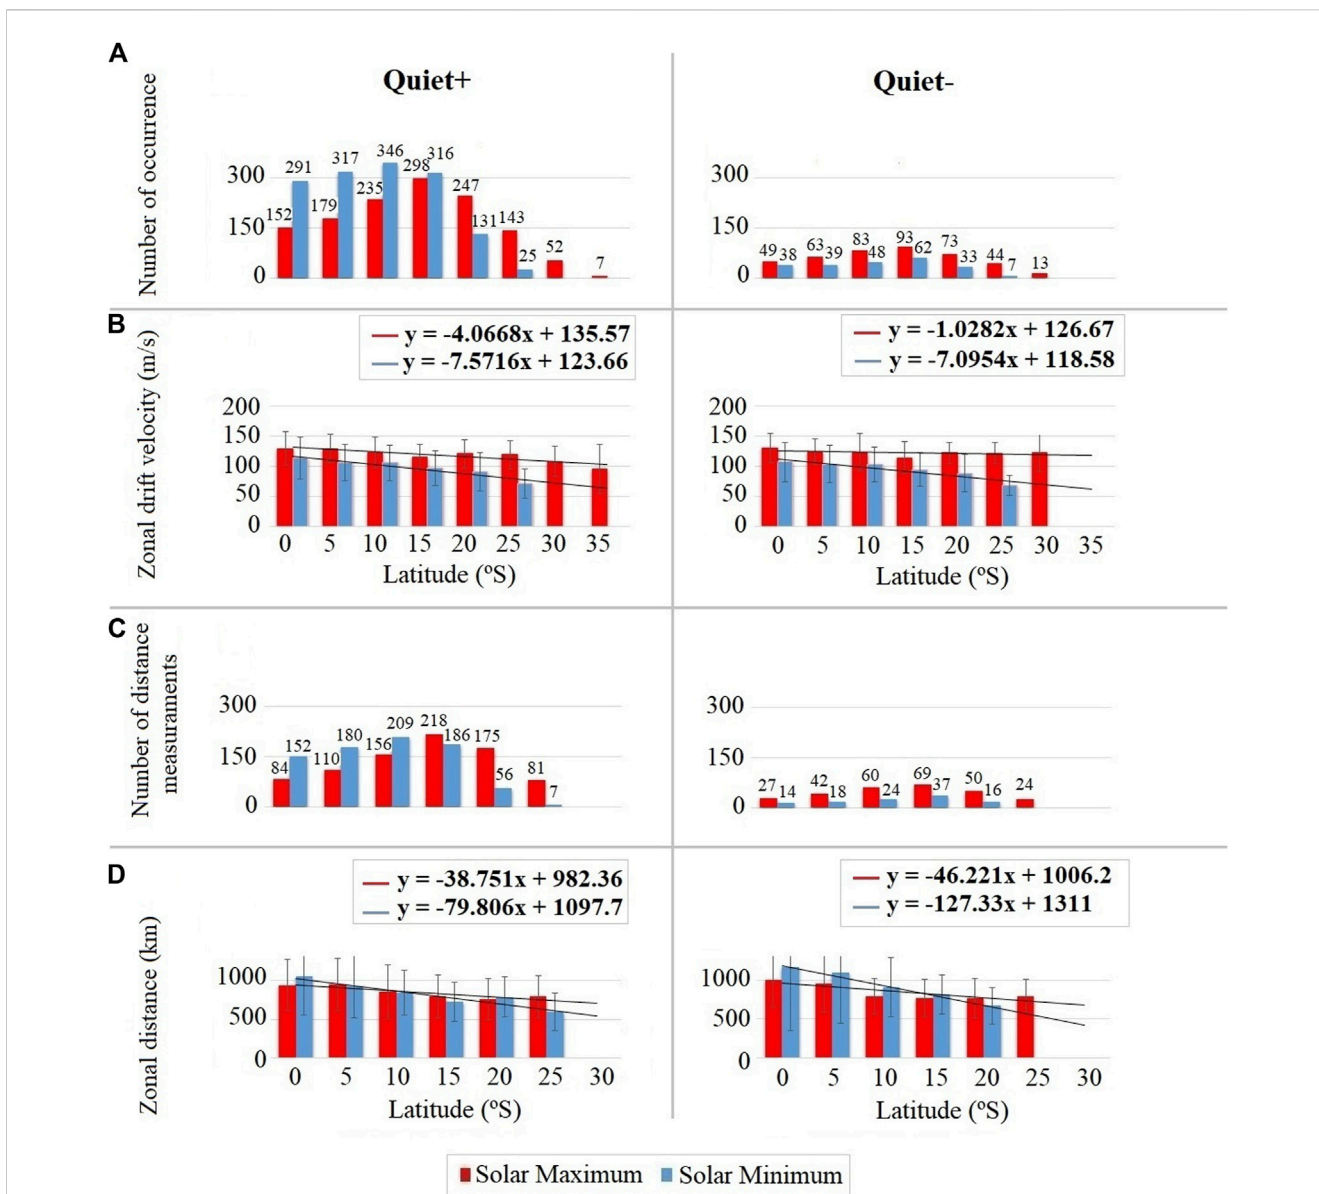 A
Quiet+
Quiet-
Number of occurrence
300
150
0
152 291 179 317 235 346 298 316 247 131 143 25 52 7
300
150
0
49 38 63 39 83 48 93 62 73 33 44 7 13
B
Zonal drift velocity (m/s)
y = -4.0668x + 135.57
y = -7.5716x + 123.66
200
150
100
50
0
0 5 10 15 20 25 30 35
Latitude (ºS)
y = -1.0282x + 126.67
y = -7.0954x + 118.58
200
150
100
50
0
0 5 10 15 20 25 30 35
Latitude (ºS)
C
Number of distance
measuraments
300
150
0
84 152 110 180 156 209 218 186 175 56 81 7
300
150
0
27 14 42 18 60 24 69 37 50 16 24
D
Zonal distance (km)
y = -38.751x + 982.36
y = -79.806x + 1097.7
1000
500
0
0 5 10 15 20 25 30
Latitude (ºS)
y = -46.221x + 1006.2
y = -127.33x + 1311
1000
500
0
0 5 10 15 20 25 30
Latitude (ºS)
Solar Maximum Solar Minimum